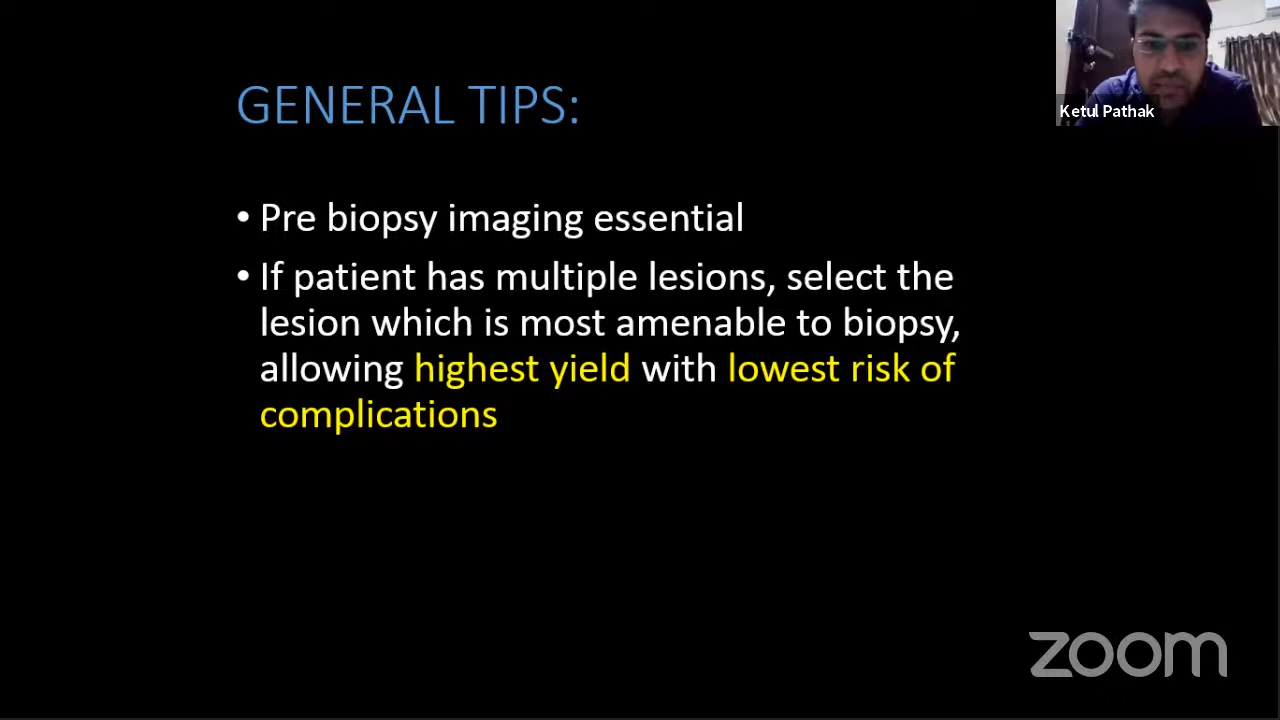 GENERAL TIPS:
Ketul Pathak
• Pre biopsy imaging essential
• If patient has multiple lesions, select the
lesion which is most amenable to biopsy,
allowing highest yield with lowest risk of
complications
zoom